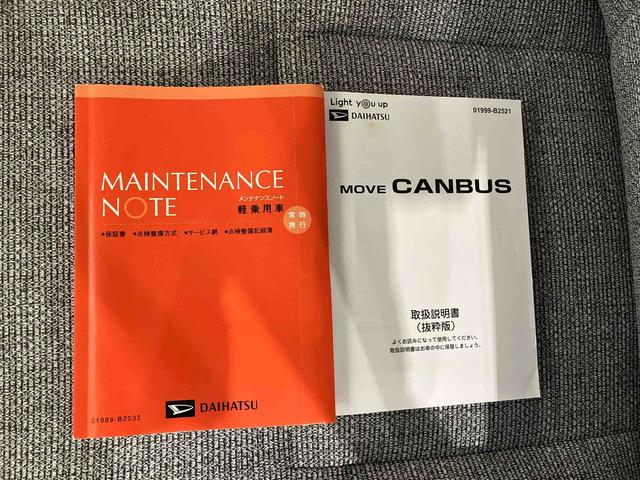 MAINTENANCE
NOTE
メンテナンスノート
軽乗用車
常時
携行
●保証書 ●点検整備方式 ●サービス網 ●点検整備記録簿
01989-B2032
DAIHATSU
Light you up
DAIHATSU
01999-B2521
MOVE CANBUS
取扱説明書
(抜粋版)
よくお読みになって使用してください。
取扱説明書はお車の中に保管しましょう。